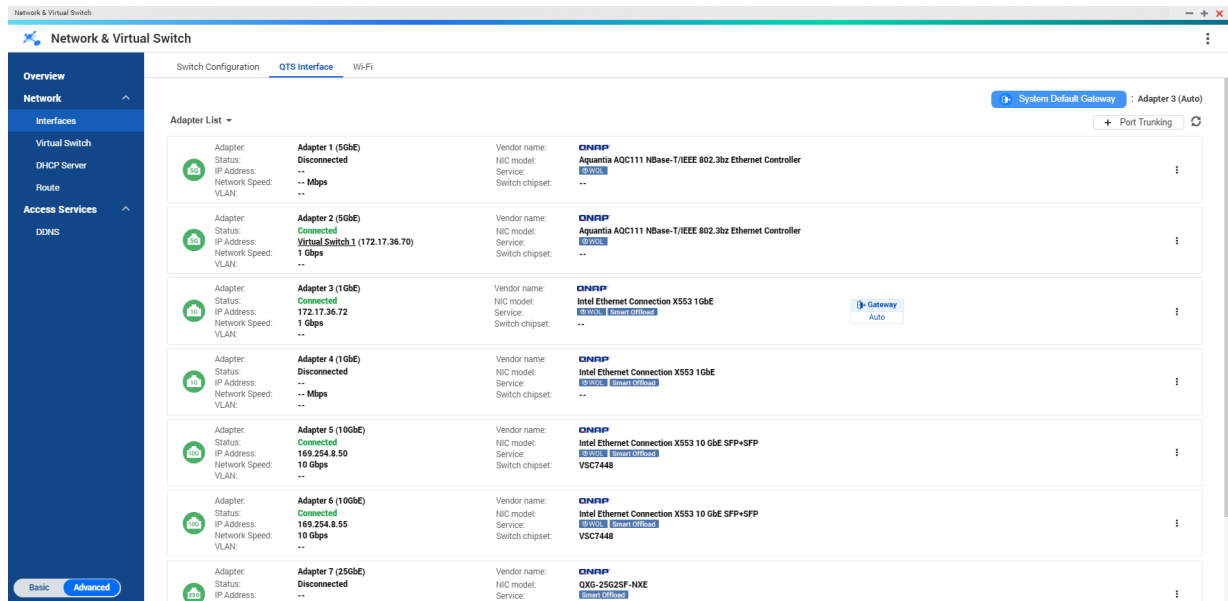 Network & Virtual Switch
Network & Virtual Switch
Overview
Network
Interfaces
Virtual Switch
DHCP Server
Route
Access Services
DDNS
Basic Advanced
Switch Configuration QTS Interface Wi-Fi
System Default Gateway : Adapter 3 (Auto)
Adapter List + Port Trunking
5G
Adapter: Adapter 1 (5GbE) Vendor name: QNAP
Status: Disconnected NIC model: Aquantia AQC111 NBase-T/IEEE 802.3bz Ethernet Controller
IP Address: -- Service: WOL
Network Speed: -- Mbps Switch chipset: --
VLAN:
5G
Adapter: Adapter 2 (5GbE) Vendor name: QNAP
Status: Connected NIC model: Aquantia AQC111 NBase-T/IEEE 802.3bz Ethernet Controller
IP Address: Virtual Switch 1 (172.17.36.70) Service: WOL
Network Speed: 1 Gbps Switch chipset: --
VLAN: --
1G
Adapter: Adapter 3 (1GbE) Vendor name: QNAP
Status: Connected NIC model: Intel Ethernet Connection X553 1GbE Gateway
IP Address: 172.17.36.72 Service: WOL Smart Offload Auto
Network Speed: 1 Gbps Switch chipset: --
VLAN: --
1G
Adapter: Adapter 4 (1GbE) Vendor name: QNAP
Status: Disconnected NIC model: Intel Ethernet Connection X553 1GbE
IP Address: -- Service: WOL Smart Offload
Network Speed: -- Mbps Switch chipset: --
VLAN: --
10G
Adapter: Adapter 5 (10GbE) Vendor name: QNAP
Status: Connected NIC model: Intel Ethernet Connection X553 10 GbE SFP+SFP
IP Address: 169.254.8.50 Service: WOL Smart Offload
Network Speed: 10 Gbps Switch chipset: VSC7448
VLAN: --
10G
Adapter: Adapter 6 (10GbE) Vendor name: QNAP
Status: Connected NIC model: Intel Ethernet Connection X553 10 GbE SFP+SFP
IP Address: 169.254.8.55 Service: WOL Smart Offload
Network Speed: 10 Gbps Switch chipset: VSC7448
VLAN: --
25G
Adapter: Adapter 7 (25GbE) Vendor name: QNAP
Status: Disconnected NIC model: QXG-25G2SF-NXE
IP Address: -- Service: Smart Offload